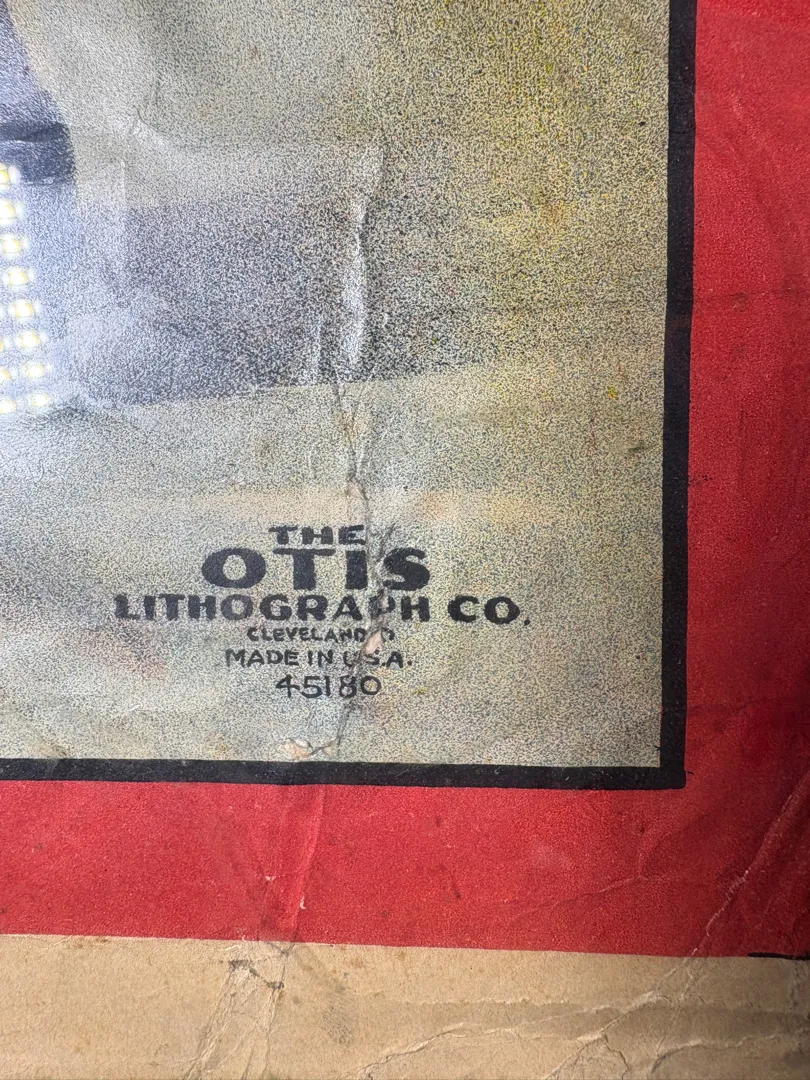 THE
OTIS
LITHOGRAPH CO.
CLEVELAND O
MADE IN U.S.A.
45180